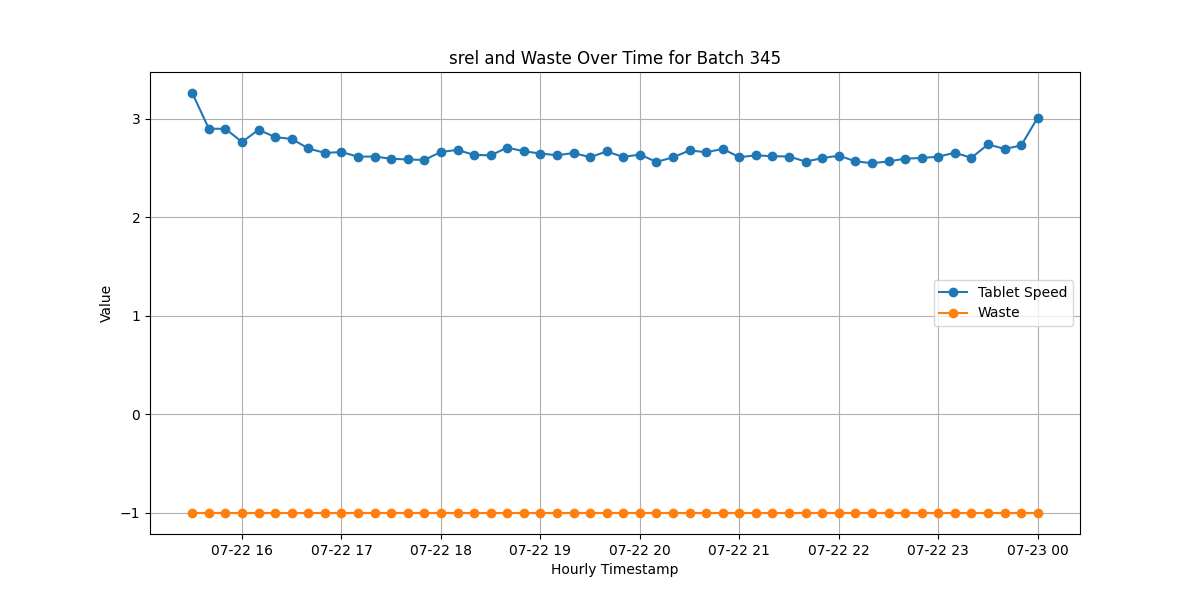 srel and Waste Over Time for Batch 345
3
2
1
0
−1
Value
Tablet Speed
Waste
07-22 16 07-22 17 07-22 18 07-22 19 07-22 20 07-22 21 07-22 22 07-22 23 07-23 00
Hourly Timestamp